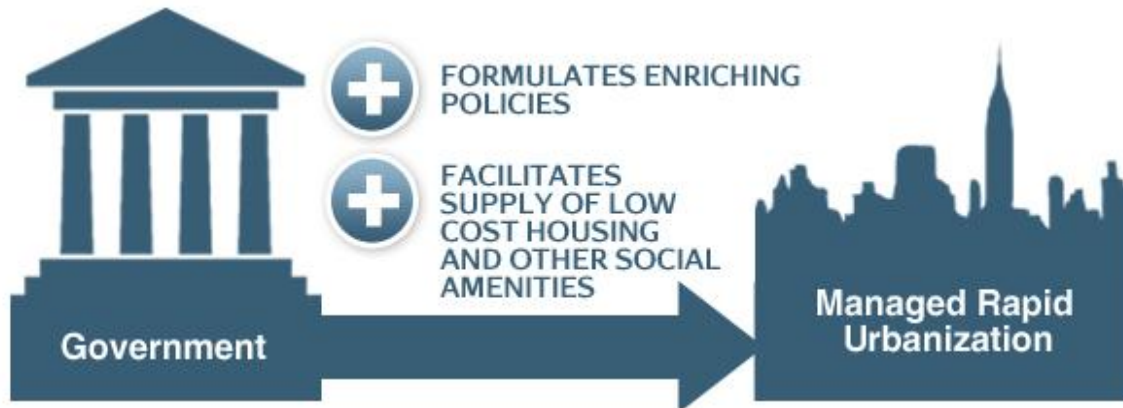 FORMULATES ENRICHING
POLICIES
FACILITATES
SUPPLY OF LOW
COST HOUSING
AND OTHER SOCIAL
AMENITIES
Government
Managed Rapid
Urbanization